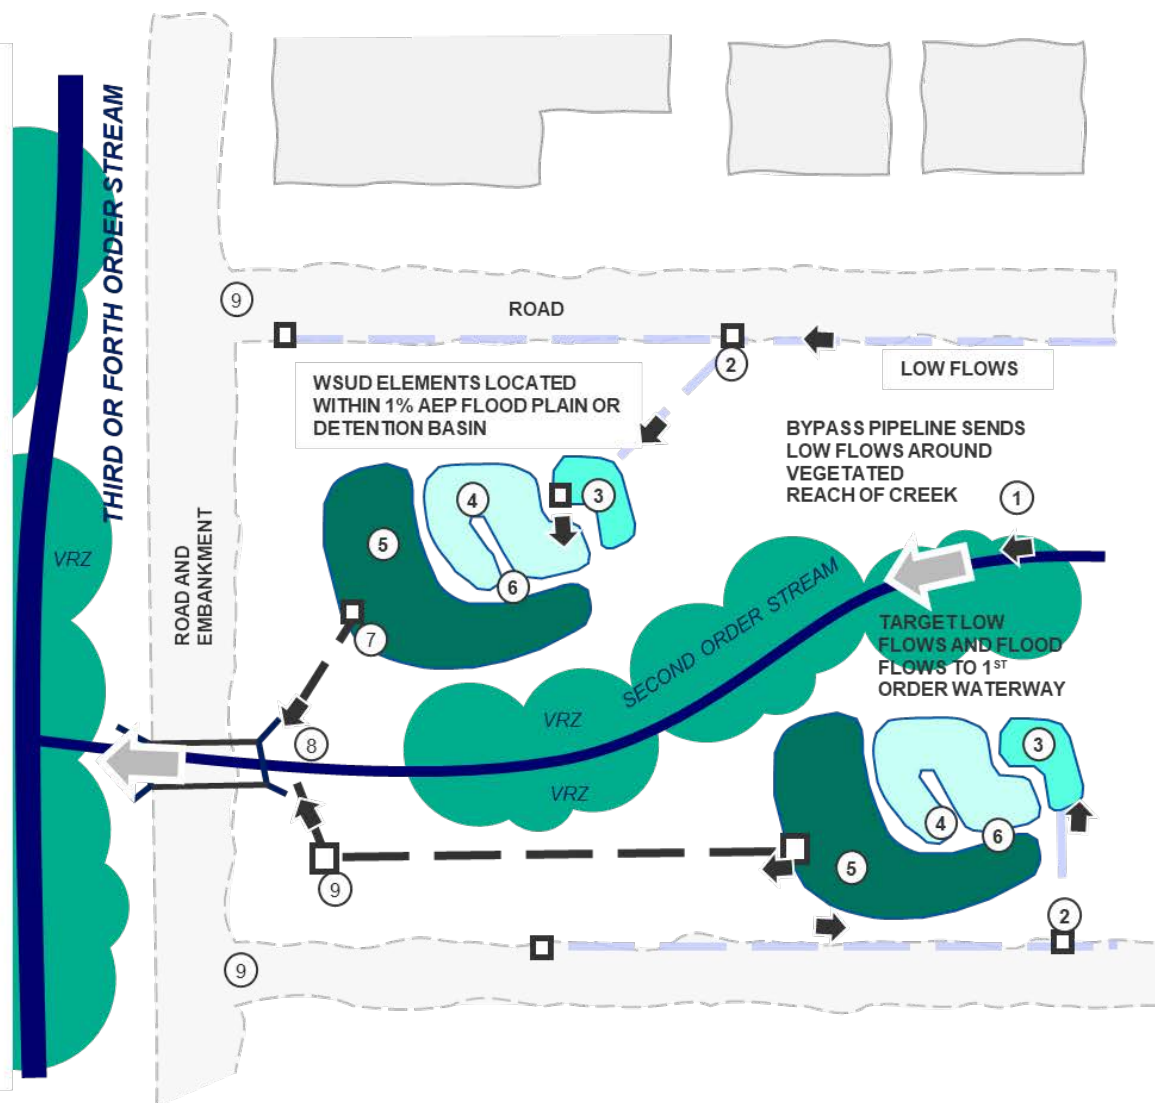 THIRD OR FORTH ORDER STREAM
9
ROAD
2
LOW FLOWS
WSUD ELEMENTS LOCATED
WITHIN 1% AEP FLOOD PLAIN OR
DETENTION BASIN
BYPASS PIPELINE SENDS
LOW FLOWS AROUND
VEGETATED
REACH OF CREEK
1
4
3
5
6
VRZ
ROAD AND
EMBANKMENT
7
SECOND ORDER STREAM
TARGET LOW
FLOWS AND FLOOD
FLOWS TO 1ST
ORDER WATERWAY
VRZ
8
3
VRZ
4
6
5
9
2
9